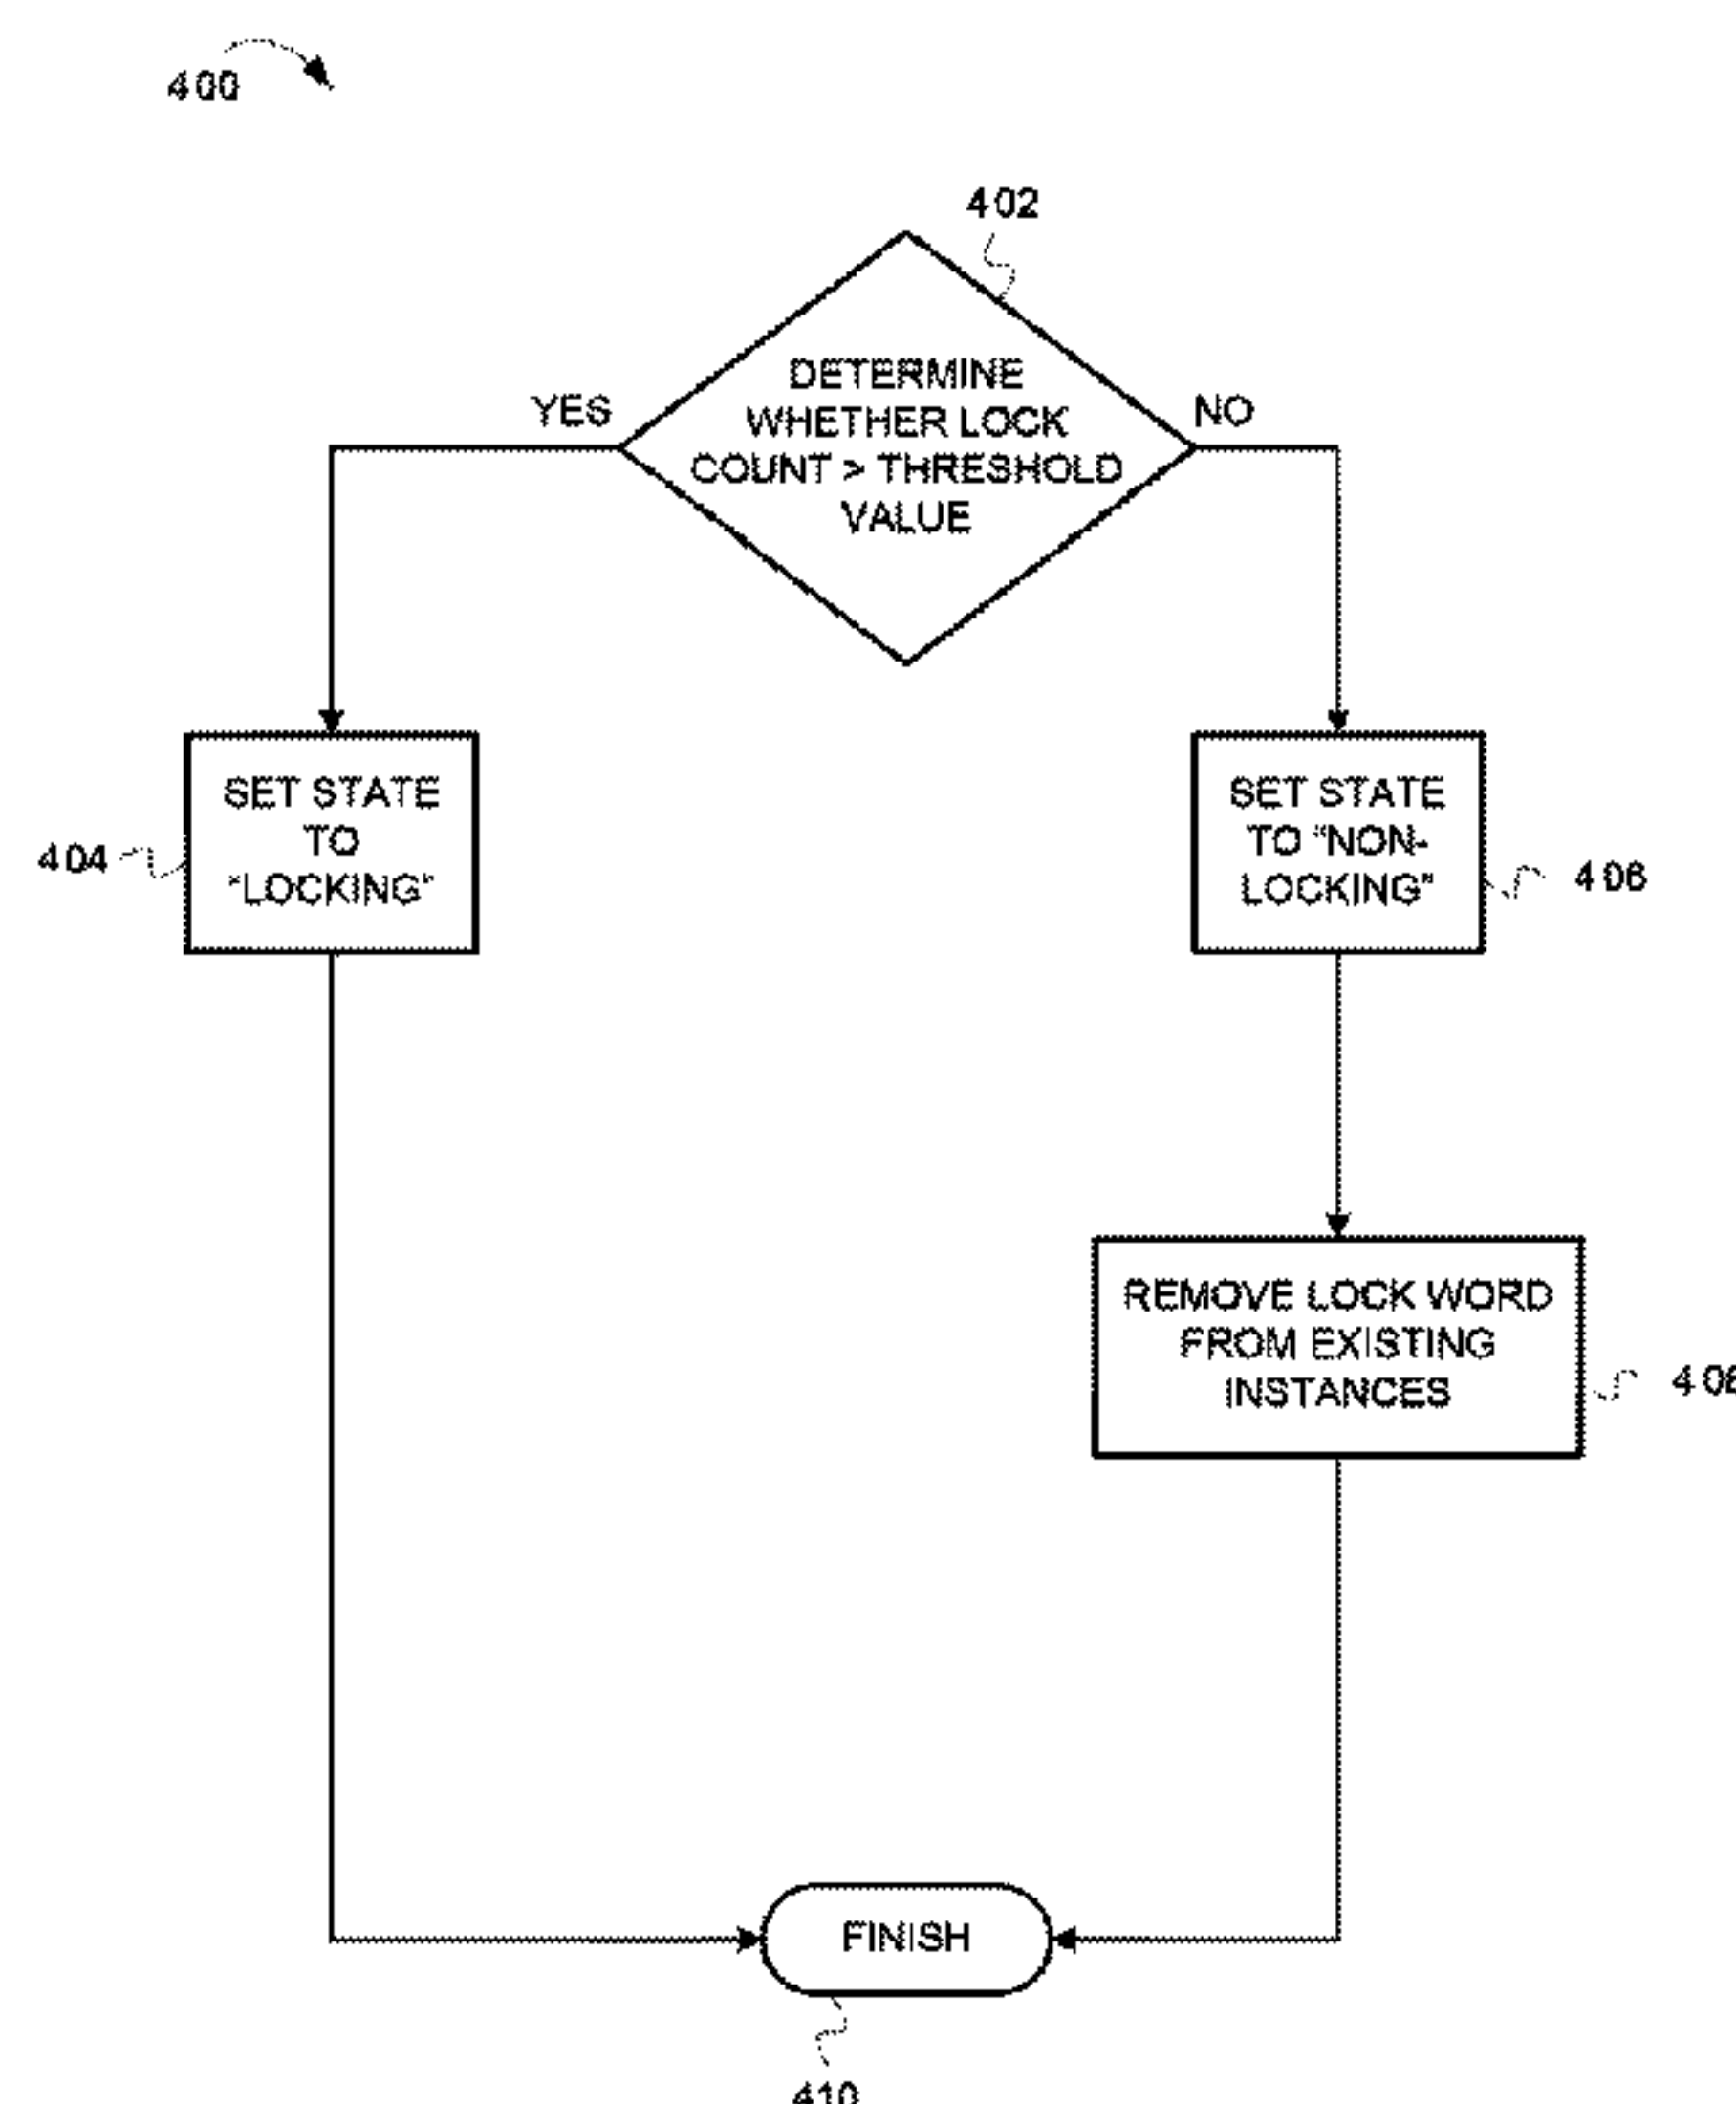 400
402
DETERMINE
WHETHER LOCK
COUNT > THRESHOLD
VALUE
YES
NO
SET STATE
TO
"LOCKING"
404
SET STATE
TO "NON-
LOCKING"
406
REMOVE LOCK WORD
FROM EXISTING
INSTANCES
408
FINISH
410